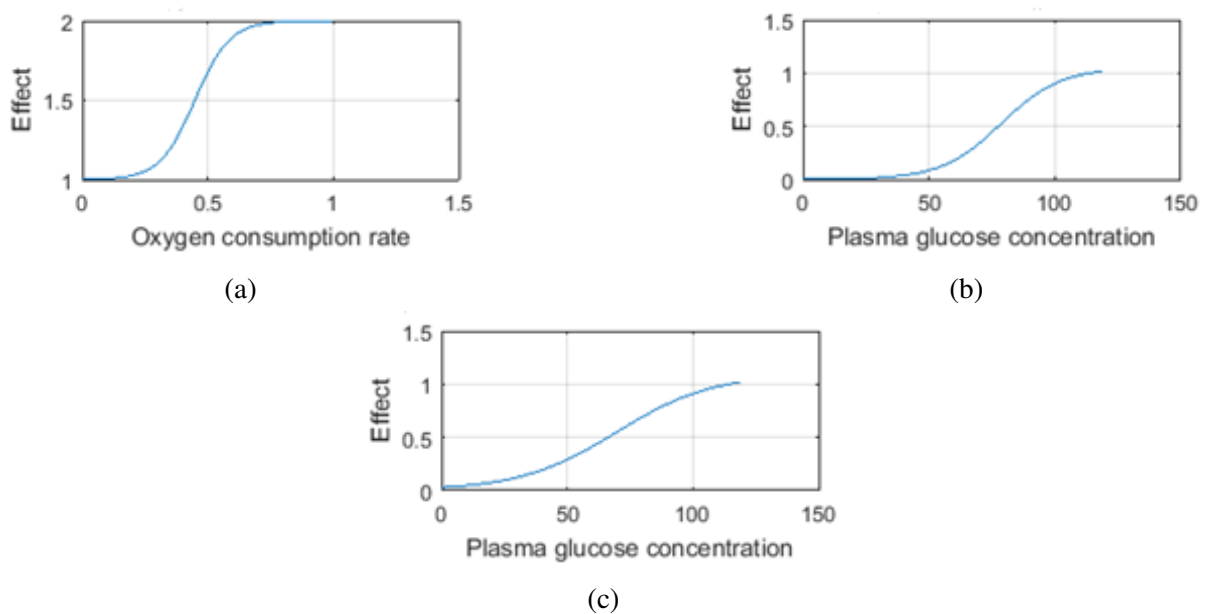 2
1.5
1
Effect
0 0.5 1 1.5
Oxygen consumption rate
(a)
1.5
1
0.5
0
Effect
0 50 100 150
Plasma glucose concentration
(b)
1.5
1
0.5
0
Effect
0 50 100 150
Plasma glucose concentration
(c)